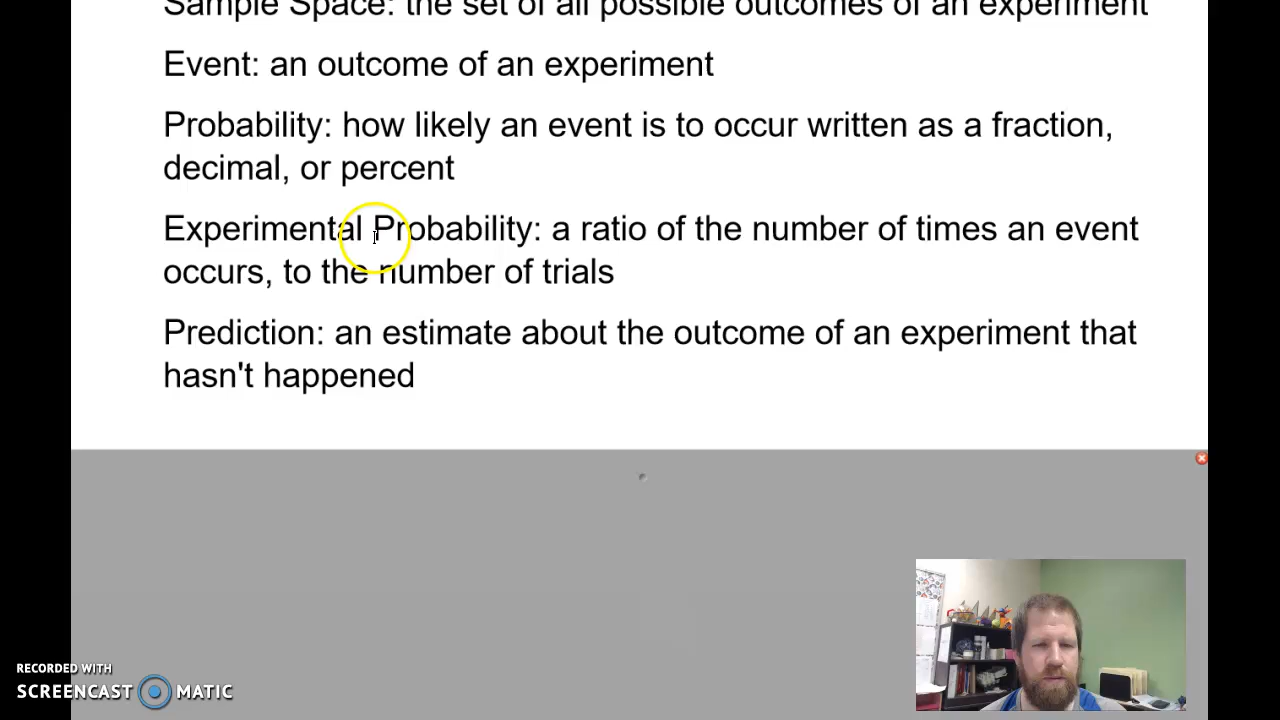 Sample Space: the set of all possible outcomes of an experiment
Event: an outcome of an experiment
Probability: how likely an event is to occur written as a fraction,
decimal, or percent
Experimental Probability: a ratio of the number of times an event
occurs, to the number of trials
Prediction: an estimate about the outcome of an experiment that
hasn't happened
RECORDED WITH
SCREENCAST MATIC